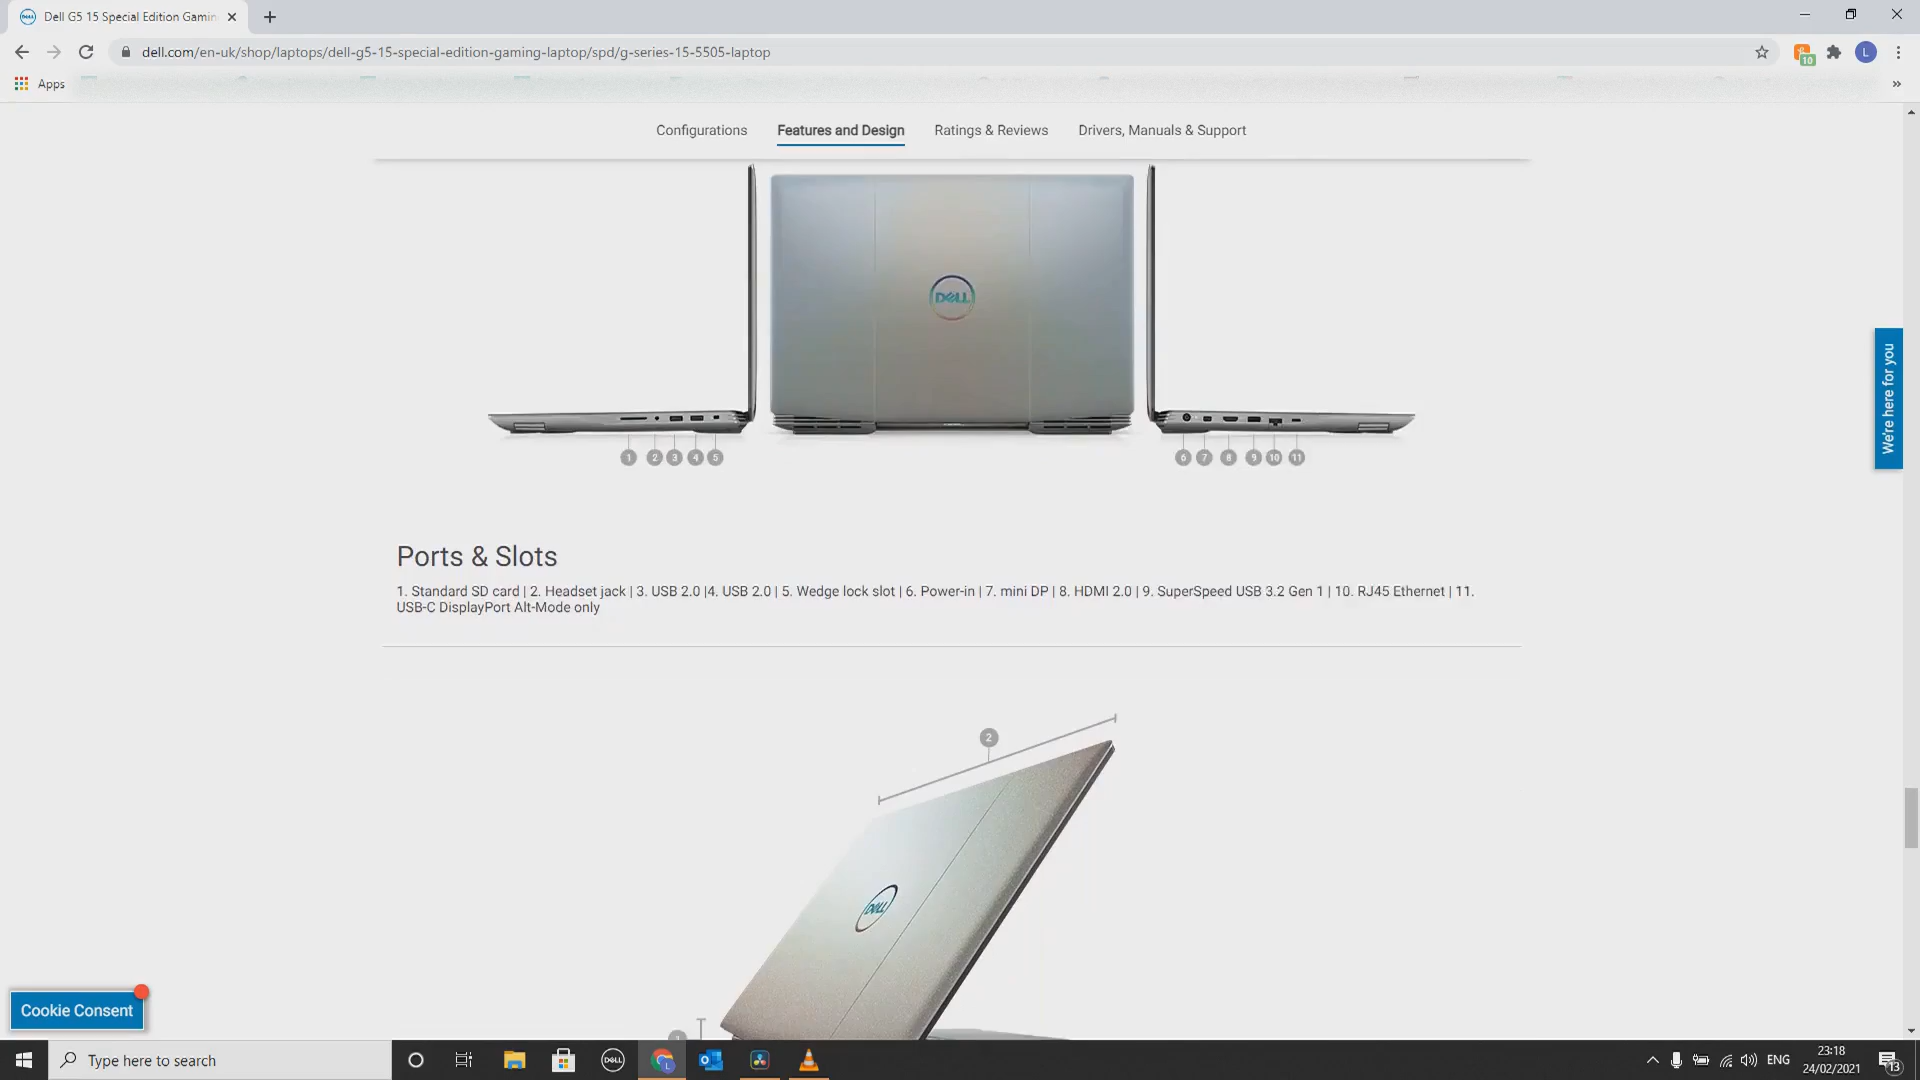 Dell G5 15 Special Edition Gamin
dell.com/en-uk/shop/laptops/dell-g5-15-special-edition-gaming-laptop/spd/g-series-15-5505-laptop
10
L
Apps
»
Configurations
Features and Design
Ratings & Reviews
Drivers, Manuals & Support
DELL
We're here for you
1 2 3 4 5
6 7 8 9 10 11
Ports & Slots
1. Standard SD card | 2. Headset jack | 3. USB 2.0 |4. USB 2.0 | 5. Wedge lock slot | 6. Power-in | 7. mini DP | 8. HDMI 2.0 | 9. SuperSpeed USB 3.2 Gen 1 | 10. RJ45 Ethernet | 11.
USB-C DisplayPort Alt-Mode only
2
DELL
1
Cookie Consent
Type here to search
DELL
L
ENG
23:18
24/02/2021
13